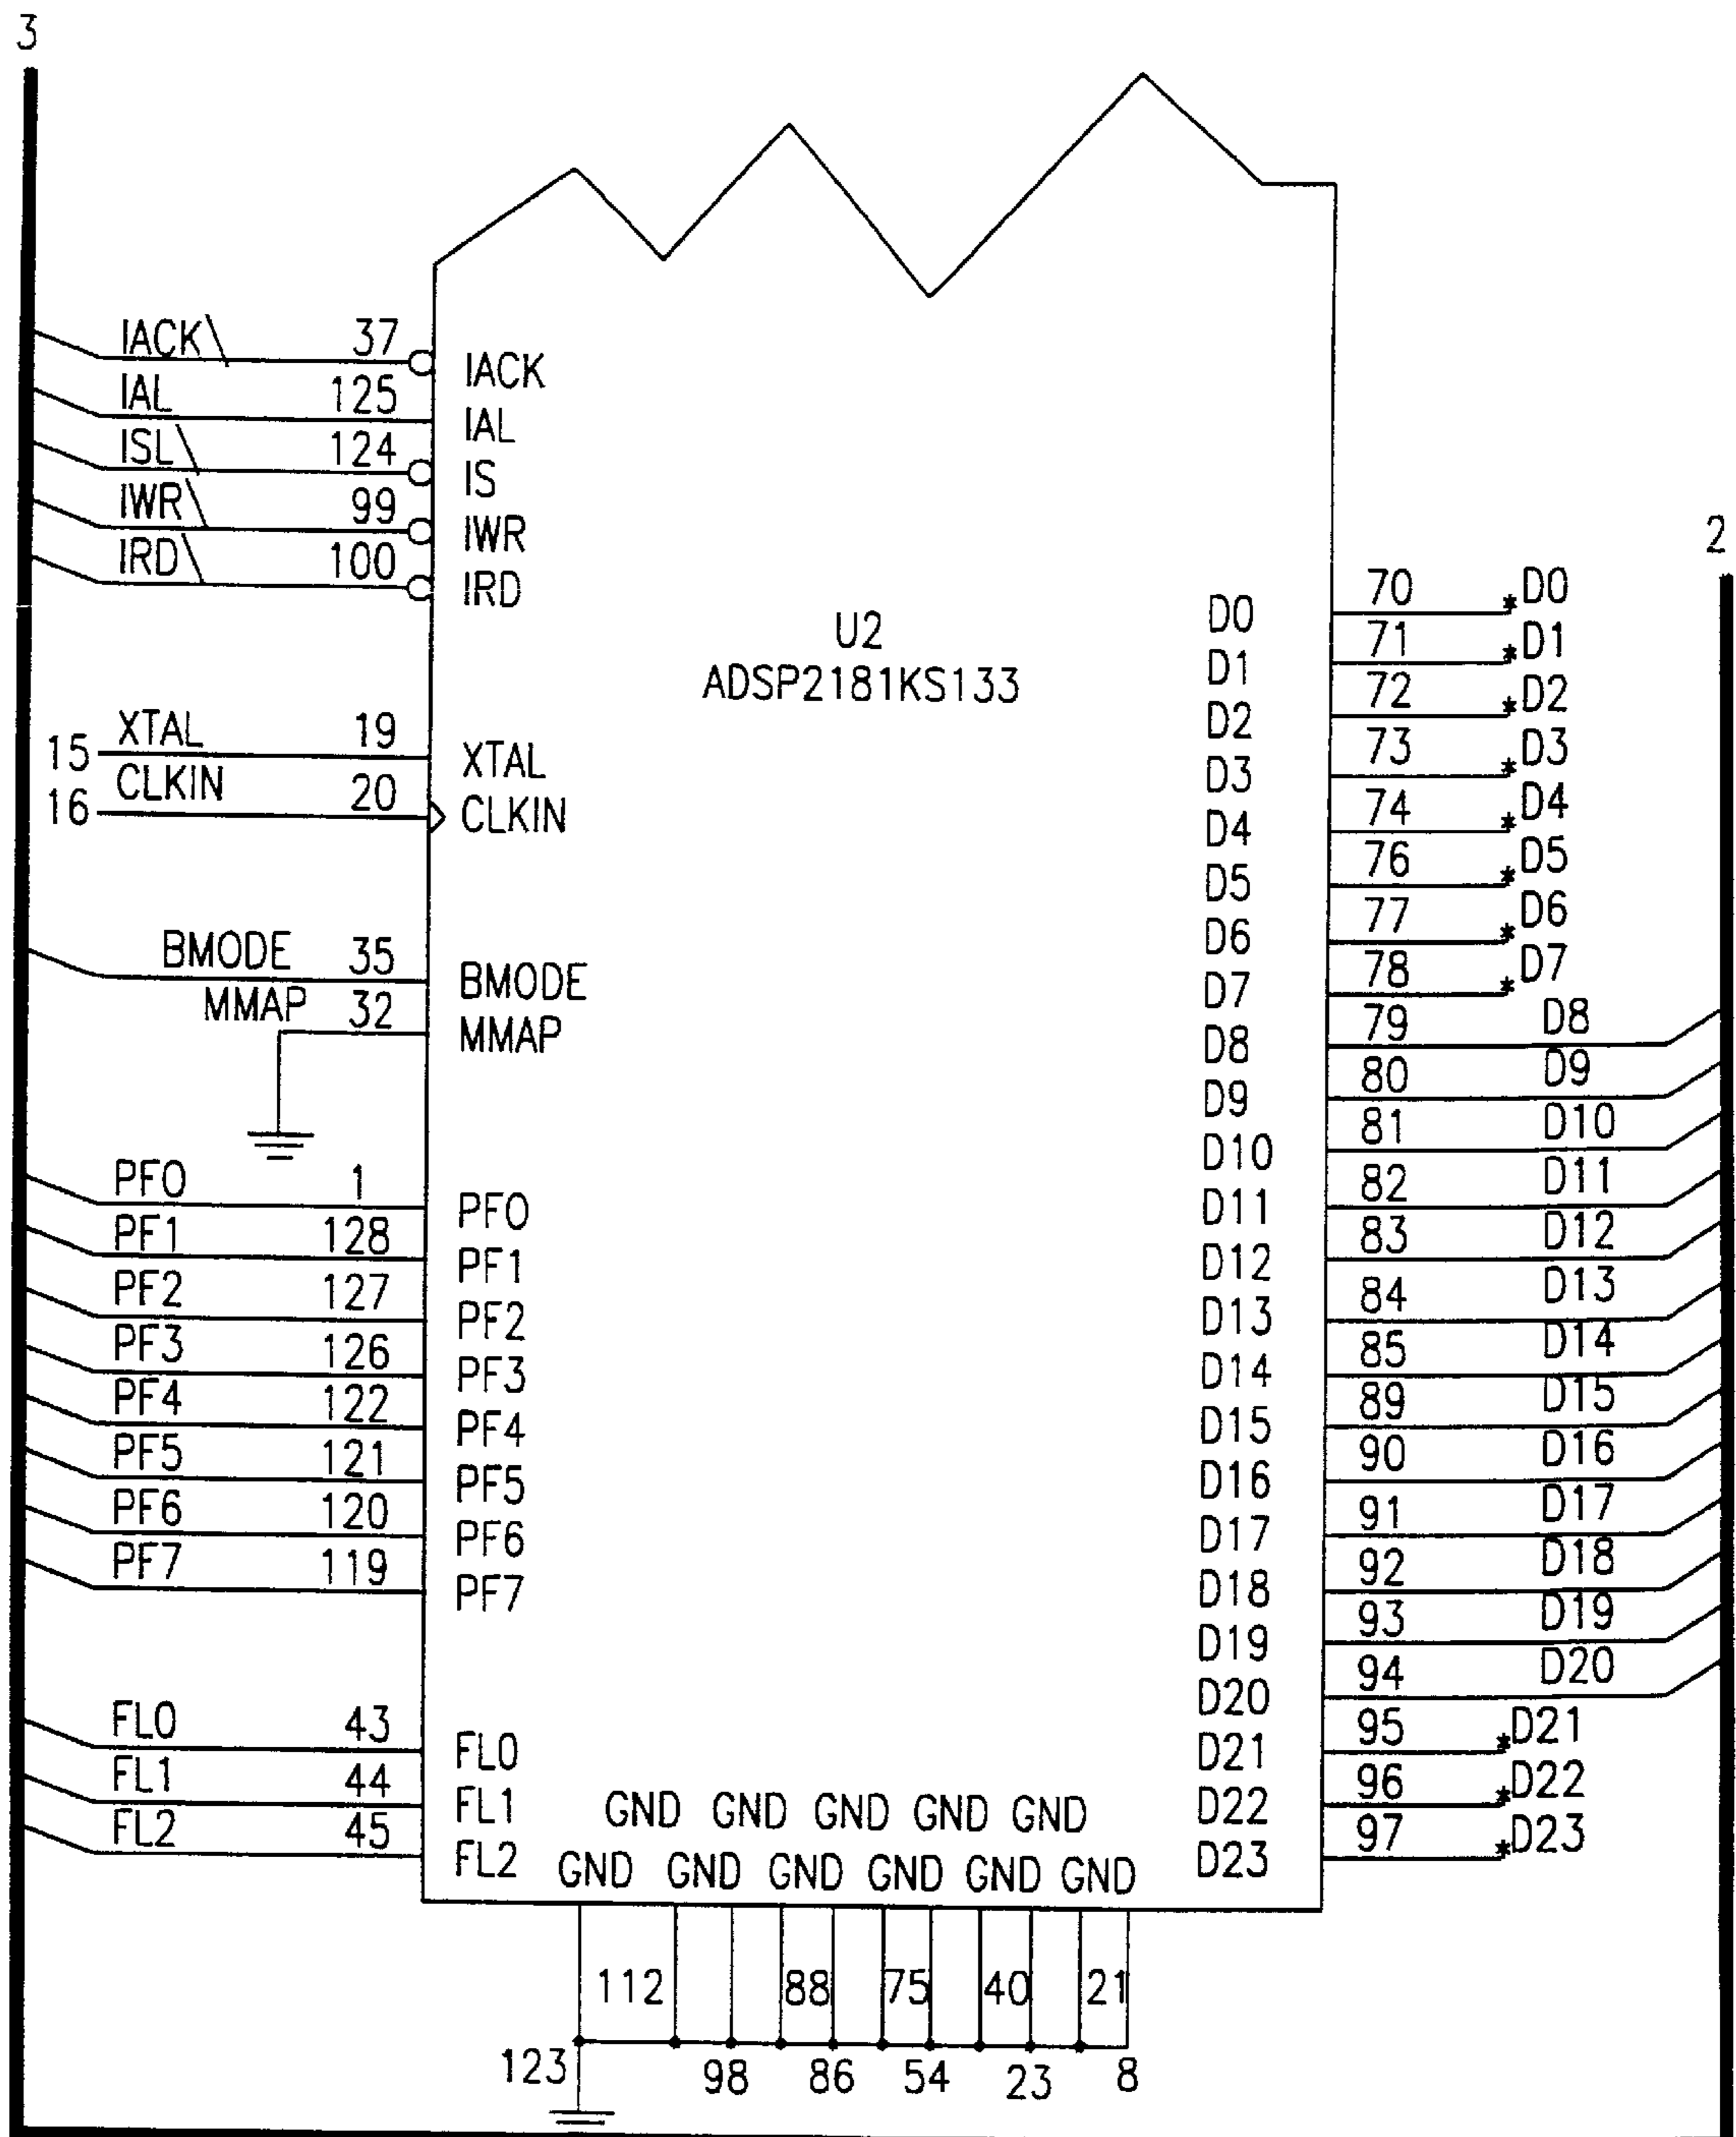 3
IACK\ 37 IACK
IAL 125 IAL
ISL\ 124 IS
IWR\ 99 IWR
IRD\ 100 IRD
15 XTAL 19 XTAL
16 CLKIN 20 CLKIN
BMODE 35 BMODE
MMAP 32 MMAP
PF0 1 PF0
PF1 128 PF1
PF2 127 PF2
PF3 126 PF3
PF4 122 PF4
PF5 121 PF5
PF6 120 PF6
PF7 119 PF7
FL0 43 FL0
FL1 44 FL1
FL2 45 FL2
U2
ADSP2181KS133
2
D0 70 *D0
D1 71 *D1
D2 72 *D2
D3 73 *D3
D4 74 *D4
D5 76 *D5
D6 77 *D6
D7 78 *D7
D8 79 D8
D9 80 D9
D10 81 D10
D11 82 D11
D12 83 D12
D13 84 D13
D14 85 D14
D15 89 D15
D16 90 D16
D17 91 D17
D18 92 D18
D19 93 D19
D20 94 D20
D21 95 *D21
D22 96 *D22
D23 97 *D23
GND GND GND GND GND
GND GND GND GND GND GND
112 88 75 40 21
123 98 86 54 23 8